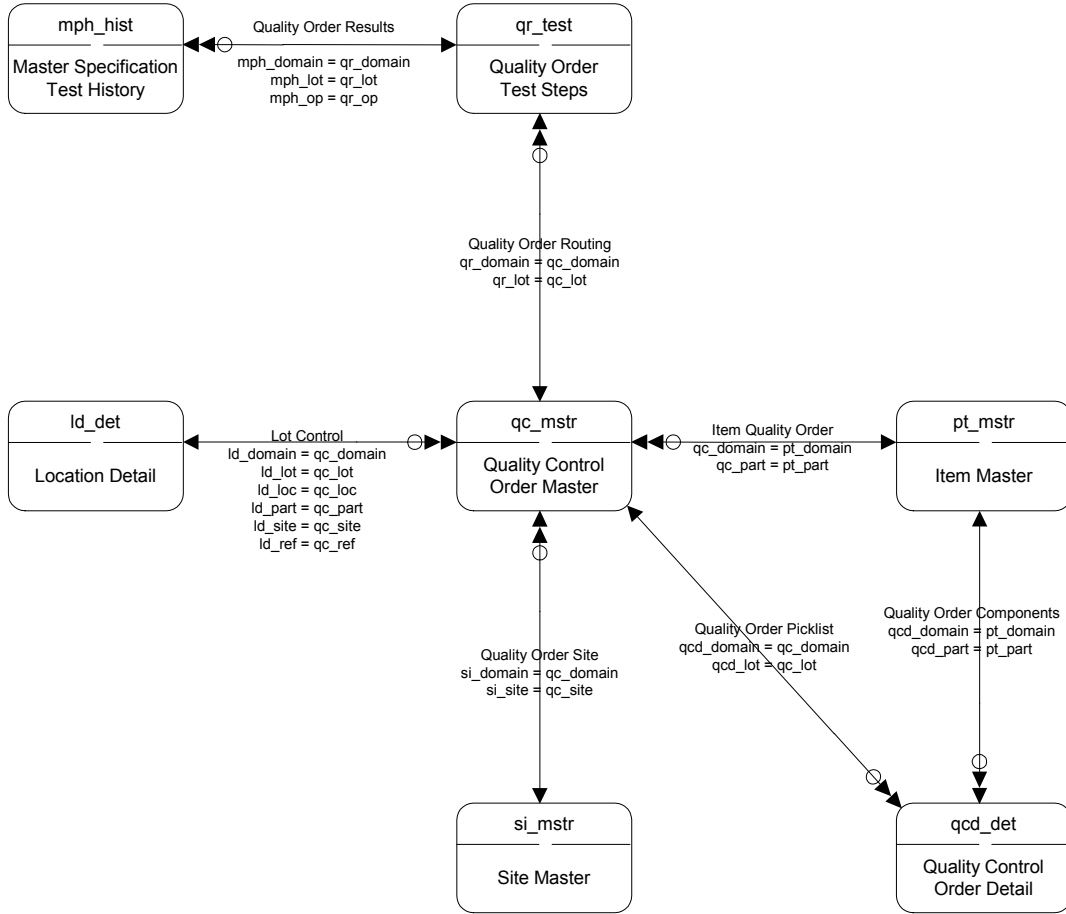 mph_hist
Master Specification
Test History
Quality Order Results
mph_domain = qr_domain
mph_lot = qr_lot
mph_op = qr_op
qr_test
Quality Order
Test Steps
Quality Order Routing
qr_domain = qc_domain
qr_lot = qc_lot
ld_det
Location Detail
Lot Control
ld_domain = qc_domain
ld_lot = qc_lot
ld_loc = qc_loc
ld_part = qc_part
ld_site = qc_site
ld_ref = qc_ref
qc_mstr
Quality Control
Order Master
Item Quality Order
qc_domain = pt_domain
qc_part = pt_part
pt_mstr
Item Master
Quality Order Site
si_domain = qc_domain
si_site = qc_site
Quality Order Picklist
qcd_domain = qc_domain
qcd_lot = qc_lot
Quality Order Components
qcd_domain = pt_domain
qcd_part = pt_part
si_mstr
Site Master
qcd_det
Quality Control
Order Detail